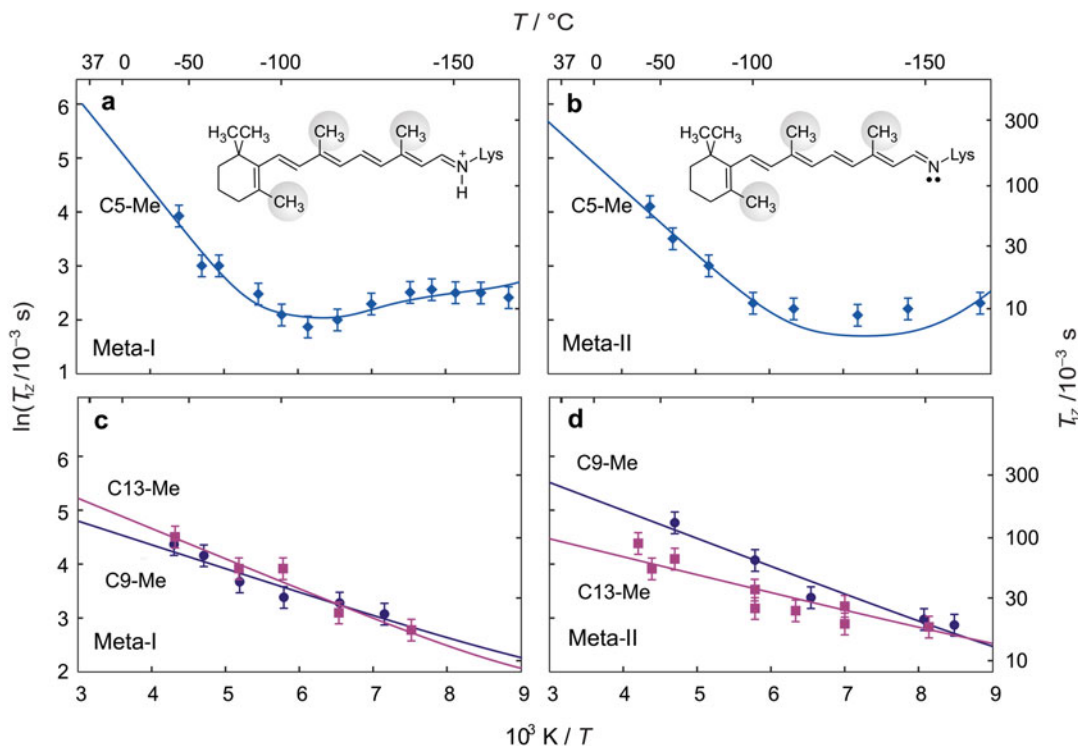 T / °C
37 0 -50 -100 -150 37 0 -50 -100 -150
6
5
4
3
2
1
a
H₃C CH₃
CH₃
CH₃
CH₃
+
N
H
Lys
C5-Me
Meta-I
b
H₃C CH₃
CH₃
CH₃
CH₃
N
••
Lys
C5-Me
Meta-II
300
100
30
10
ln(T₁Z /10⁻³ s)
T₁Z /10⁻³ s
6
5
4
3
2
c
C13-Me
C9-Me
Meta-I
d
C9-Me
C13-Me
Meta-II
300
100
30
10
3 4 5 6 7 8 9 4 5 6 7 8 9
10³ K / T